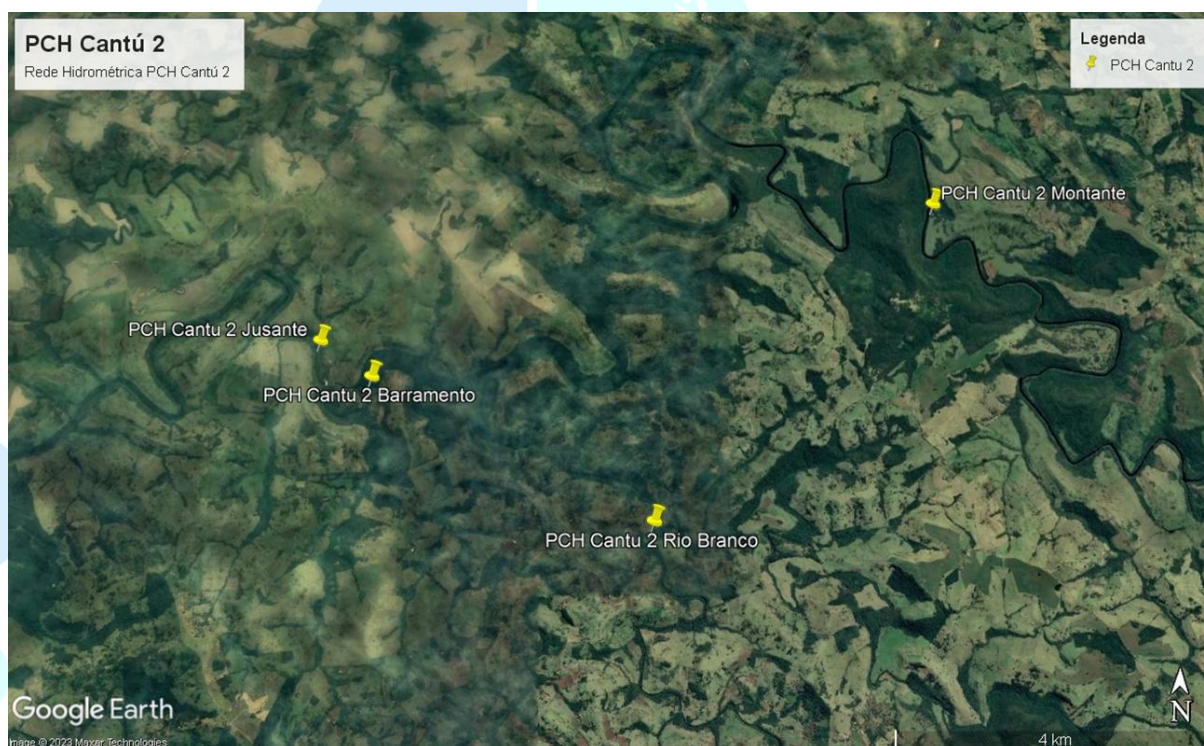 PCH Cantú 2
Rede Hidrométrica PCH Cantú 2
Legenda
PCH Cantu 2
PCH Cantu 2 Montante
PCH Cantu 2 Jusante
PCH Cantu 2 Barramento
PCH Cantu 2 Rio Branco
Google Earth
Image © 2023 Maxar Technologies
N
4 km